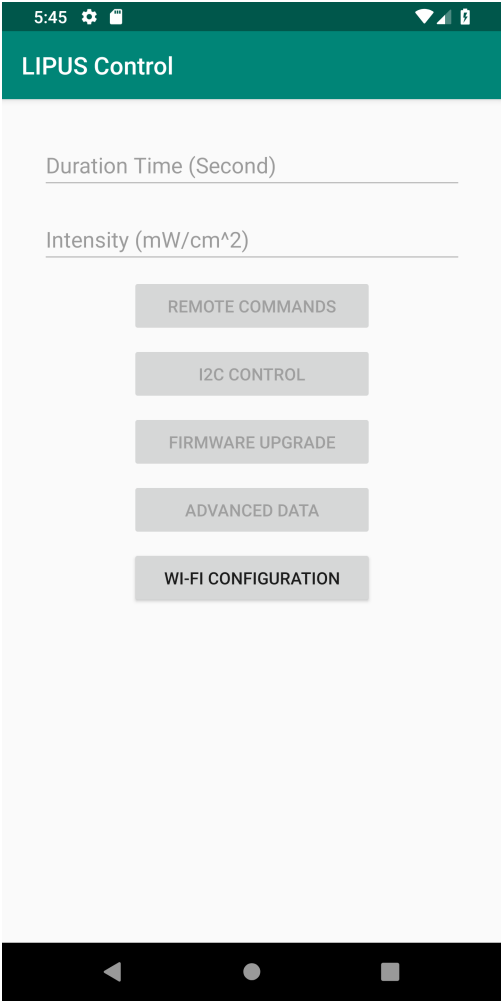 5:45
LIPUS Control
Duration Time (Second)
Intensity (mW/cm^2)
REMOTE COMMANDS
I2C CONTROL
FIRMWARE UPGRADE
ADVANCED DATA
WI-FI CONFIGURATION